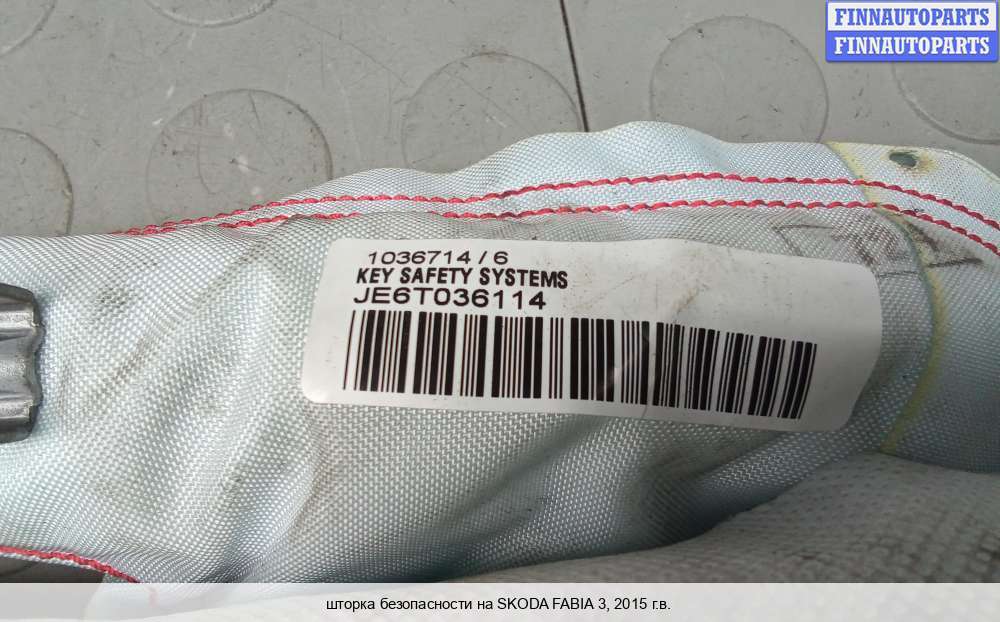 FINNAUTOPARTS
FINNAUTOPARTS
1036714 / 6
KEY SAFETY SYSTEMS
JE6T036114
шторка безопасности на SKODA FABIA 3, 2015 г.в.